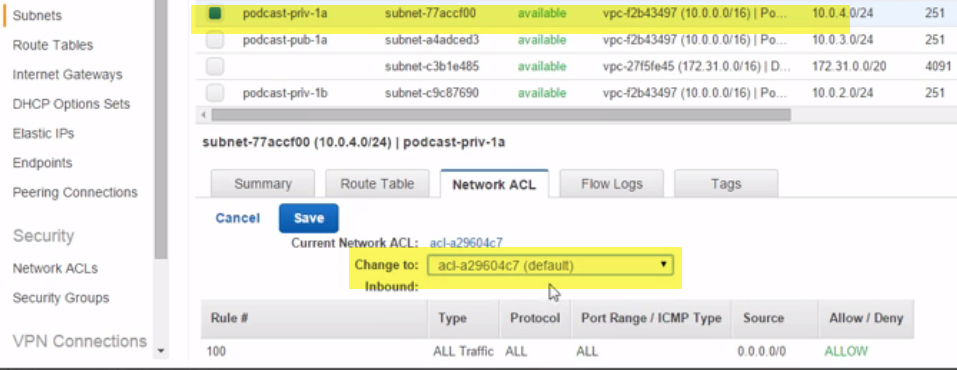 Subnets
Route Tables
Internet Gateways
DHCP Options Sets
Elastic IPs
Endpoints
Peering Connections
Security
Network ACLs
Security Groups
VPN Connections
podcast-priv-1a subnet-77accf00 available vpc-f2b43497 (10.0.0.0/16) | Po... 10.0.4.0/24 251
podcast-pub-1a subnet-a4adced3 available vpc-f2b43497 (10.0.0.0/16) | Po... 10.0.3.0/24 251
subnet-c3b1e485 available vpc-27f5fe45 (172.31.0.0/16) | D... 172.31.0.0/20 4091
podcast-priv-1b subnet-c9c87690 available vpc-f2b43497 (10.0.0.0/16) | Po... 10.0.2.0/24 251
subnet-77accf00 (10.0.4.0/24) | podcast-priv-1a
Summary Route Table Network ACL Flow Logs Tags
Cancel Save
Current Network ACL: acl-a29604c7
Change to: acl-a29604c7 (default)
Inbound:
Rule # Type Protocol Port Range / ICMP Type Source Allow / Deny
100 ALL Traffic ALL ALL 0.0.0.0/0 ALLOW